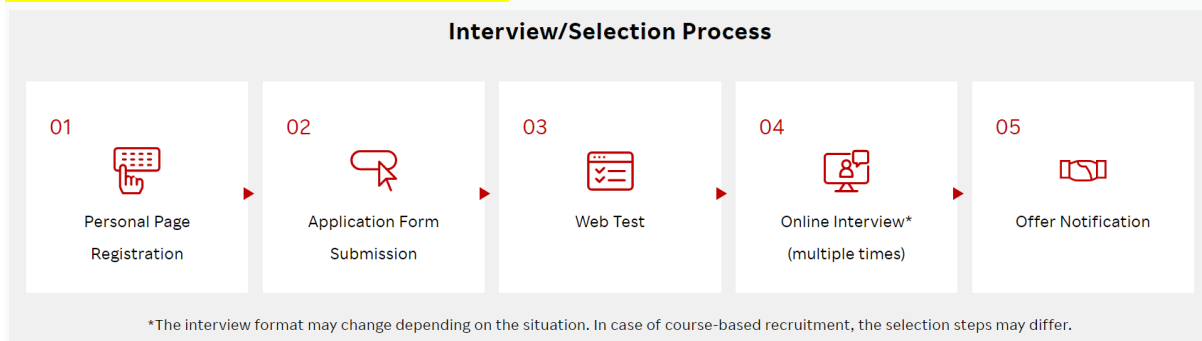 Interview/Selection Process
01
Personal Page
Registration
02
Application Form
Submission
03
Web Test
04
Online Interview*
(multiple times)
05
Offer Notification
*The interview format may change depending on the situation. In case of course-based recruitment, the selection steps may differ.